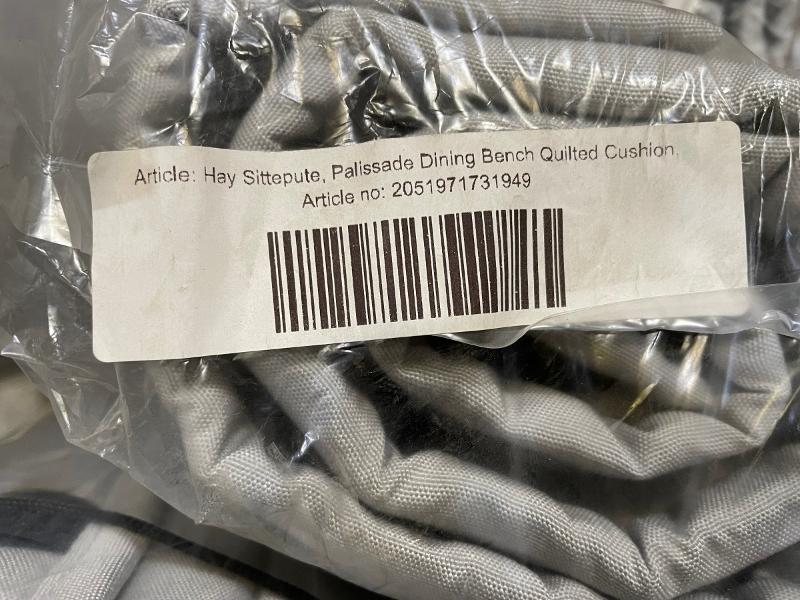 Article: Hay Sittepute, Palissade Dining Bench Quilted Cushion,
Article no: 2051971731949